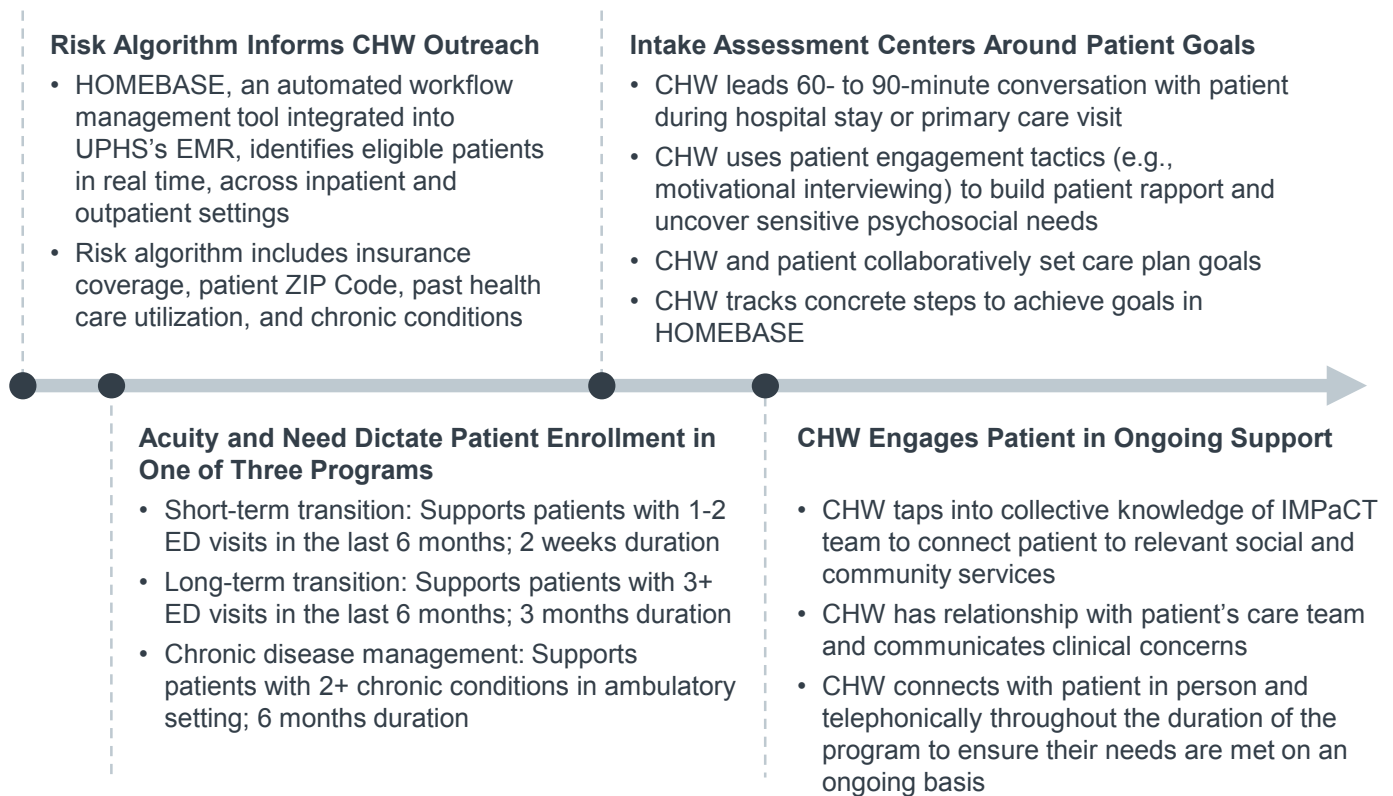 Risk Algorithm Informs CHW Outreach
• HOMEBASE, an automated workflow
management tool integrated into
UPHS's EMR, identifies eligible patients
in real time, across inpatient and
outpatient settings
• Risk algorithm includes insurance
coverage, patient ZIP Code, past health
care utilization, and chronic conditions
Acuity and Need Dictate Patient Enrollment in
One of Three Programs
• Short-term transition: Supports patients with 1-2
ED visits in the last 6 months; 2 weeks duration
• Long-term transition: Supports patients with 3+
ED visits in the last 6 months; 3 months duration
• Chronic disease management: Supports
patients with 2+ chronic conditions in ambulatory
setting; 6 months duration
Intake Assessment Centers Around Patient Goals
• CHW leads 60- to 90-minute conversation with patient
during hospital stay or primary care visit
• CHW uses patient engagement tactics (e.g.,
motivational interviewing) to build patient rapport and
uncover sensitive psychosocial needs
• CHW and patient collaboratively set care plan goals
• CHW tracks concrete steps to achieve goals in
HOMEBASE
CHW Engages Patient in Ongoing Support
• CHW taps into collective knowledge of IMPaCT
team to connect patient to relevant social and
community services
• CHW has relationship with patient's care team
and communicates clinical concerns
• CHW connects with patient in person and
telephonically throughout the duration of the
program to ensure their needs are met on an
ongoing basis